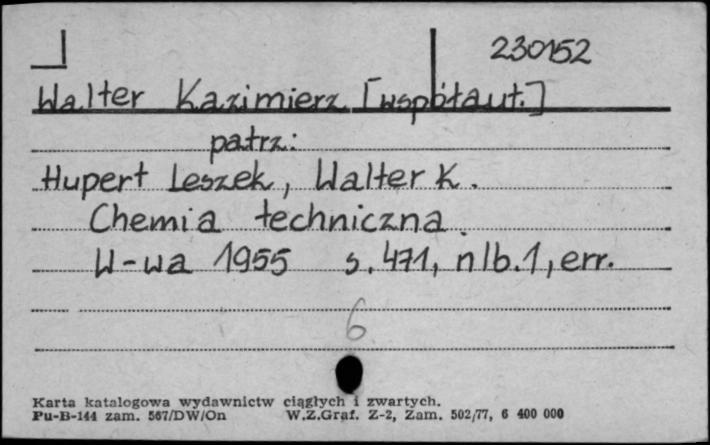 230152
Walter Kazimierz [współaut.]
patrz:
Hupert Leszek, Walter K.
Chemia techniczna.
W-wa 1955 s. 471, nlb. 1, err.
6
Karta katalogowa wydawnictw ciągłych i zwartych.
Pu-B-144 zam. 567/DW/On W.Z.Graf. Z-2, Zam. 502/77, 6 400 000